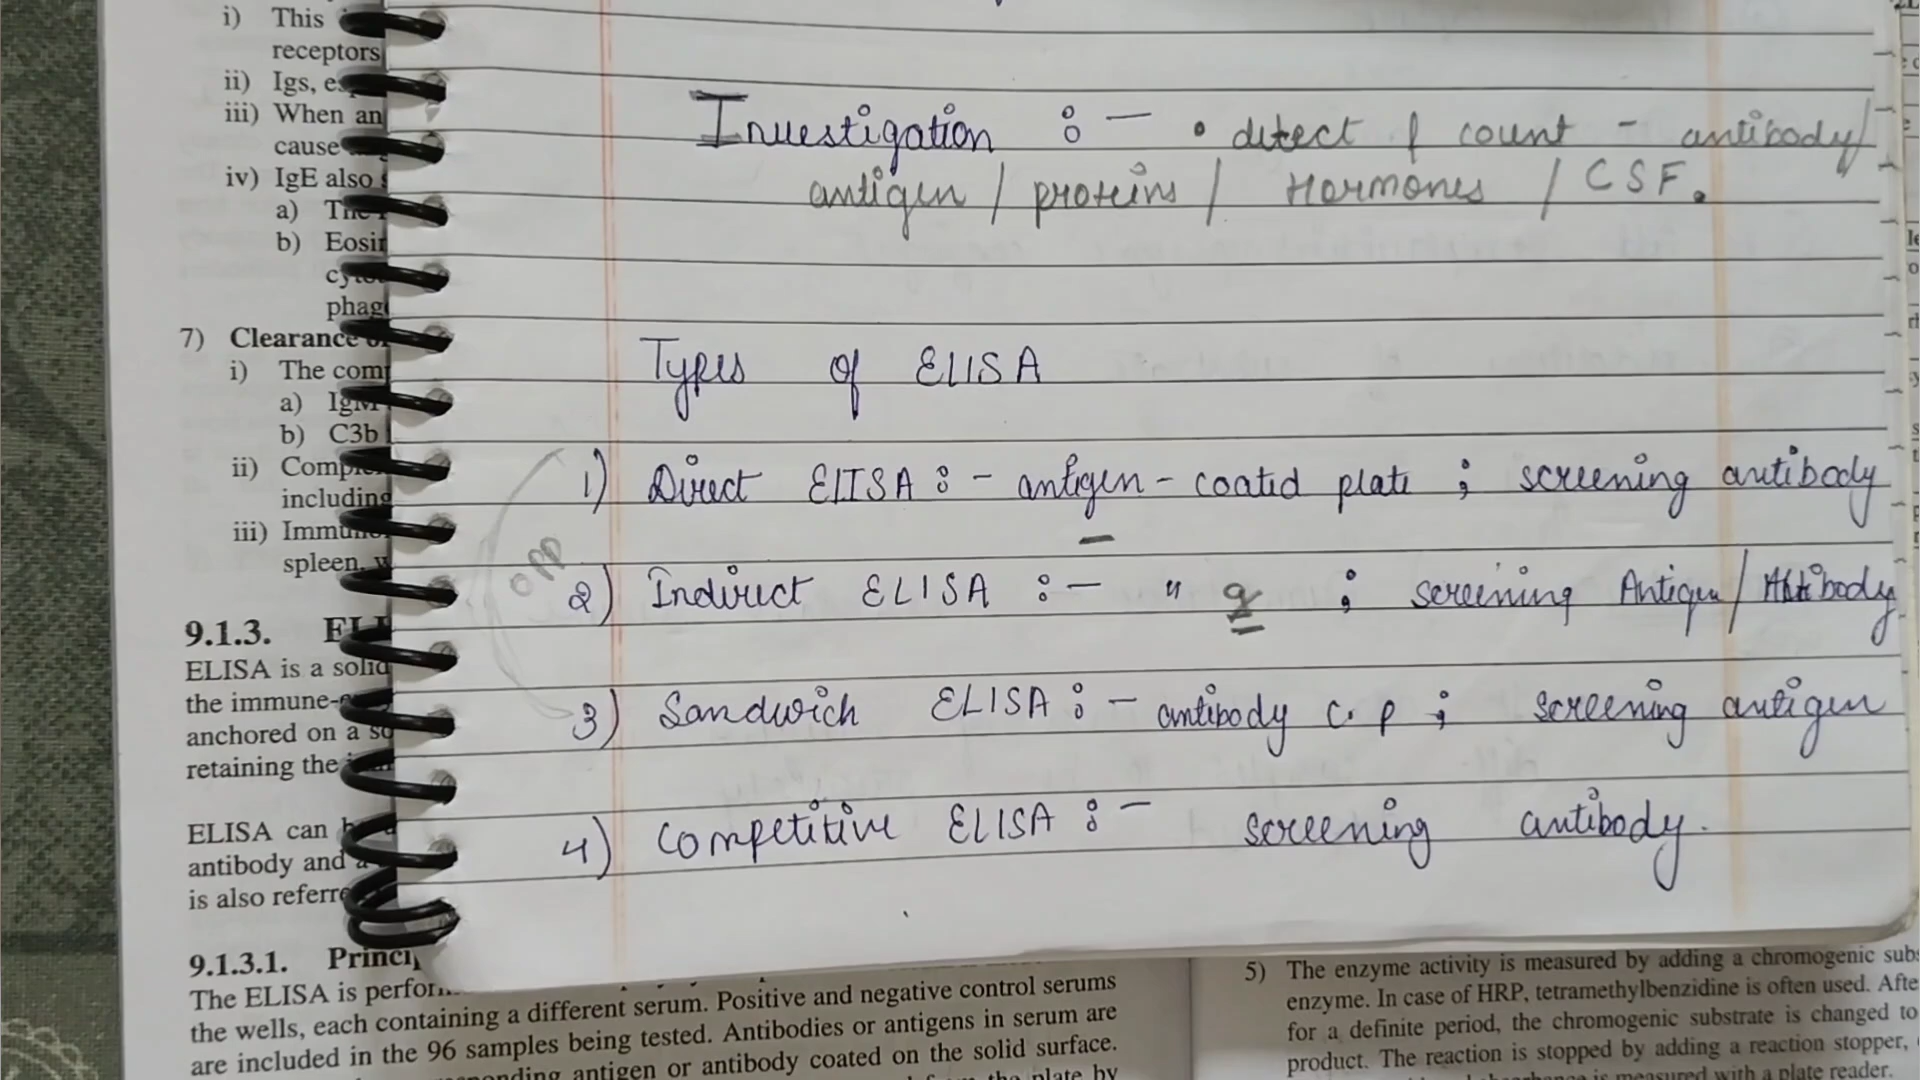 i) This
receptors
ii) Igs,
iii) When an
cause
iv) IgE also
a)
b) Eosin
phag
7) Clearance
i) The com
a) IgM
b) C3b
ii)
including
iii)
spleen,
9.1.3.
ELISA is a solid
the immune-
anchored on a so
retaining the
ELISA can
antibody and
is also referre
9.1.3.1. Princi
The ELISA is perfor
the wells, each containing a different serum. Positive and negative control serums
are included in the 96 samples being tested. Antibodies or antigens in serum are
antigen or antibody coated on the solid surface.
the plate by
Investigation :- • detect & count - antibody/
antigen / proteins / Hormones / CSF.
Types of ELISA
1) Direct ELISA :- antigen-coated plate ; screening antibody
opp
2) Indirect ELISA :- " g ; screening Antigen/Antibody
3) Sandwich ELISA :- antibody c.p ; screening antigen
4) Competitive ELISA :- screening antibody.
5) The enzyme activity is measured by adding a chromogenic subs
enzyme. In case of HRP, tetramethylbenzidine is often used. Afte
for a definite period, the chromogenic substrate is changed to
product. The reaction is stopped by adding a reaction stopper,
is measured with a plate reader.